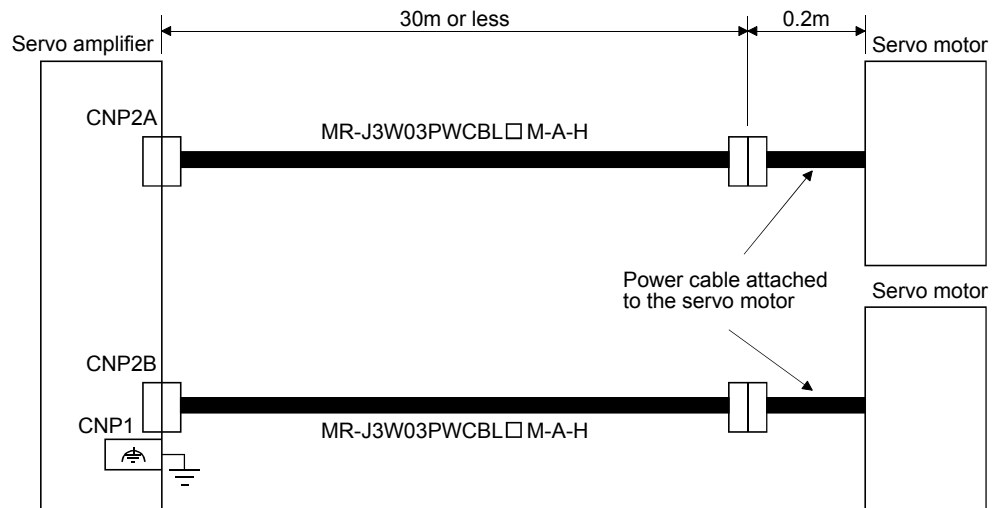 30m or less
0.2m
Servo amplifier
Servo motor
CNP2A
MR-J3W03PWCBL□M-A-H
Power cable attached
to the servo motor
Servo motor
CNP2B
CNP1
MR-J3W03PWCBL□M-A-H